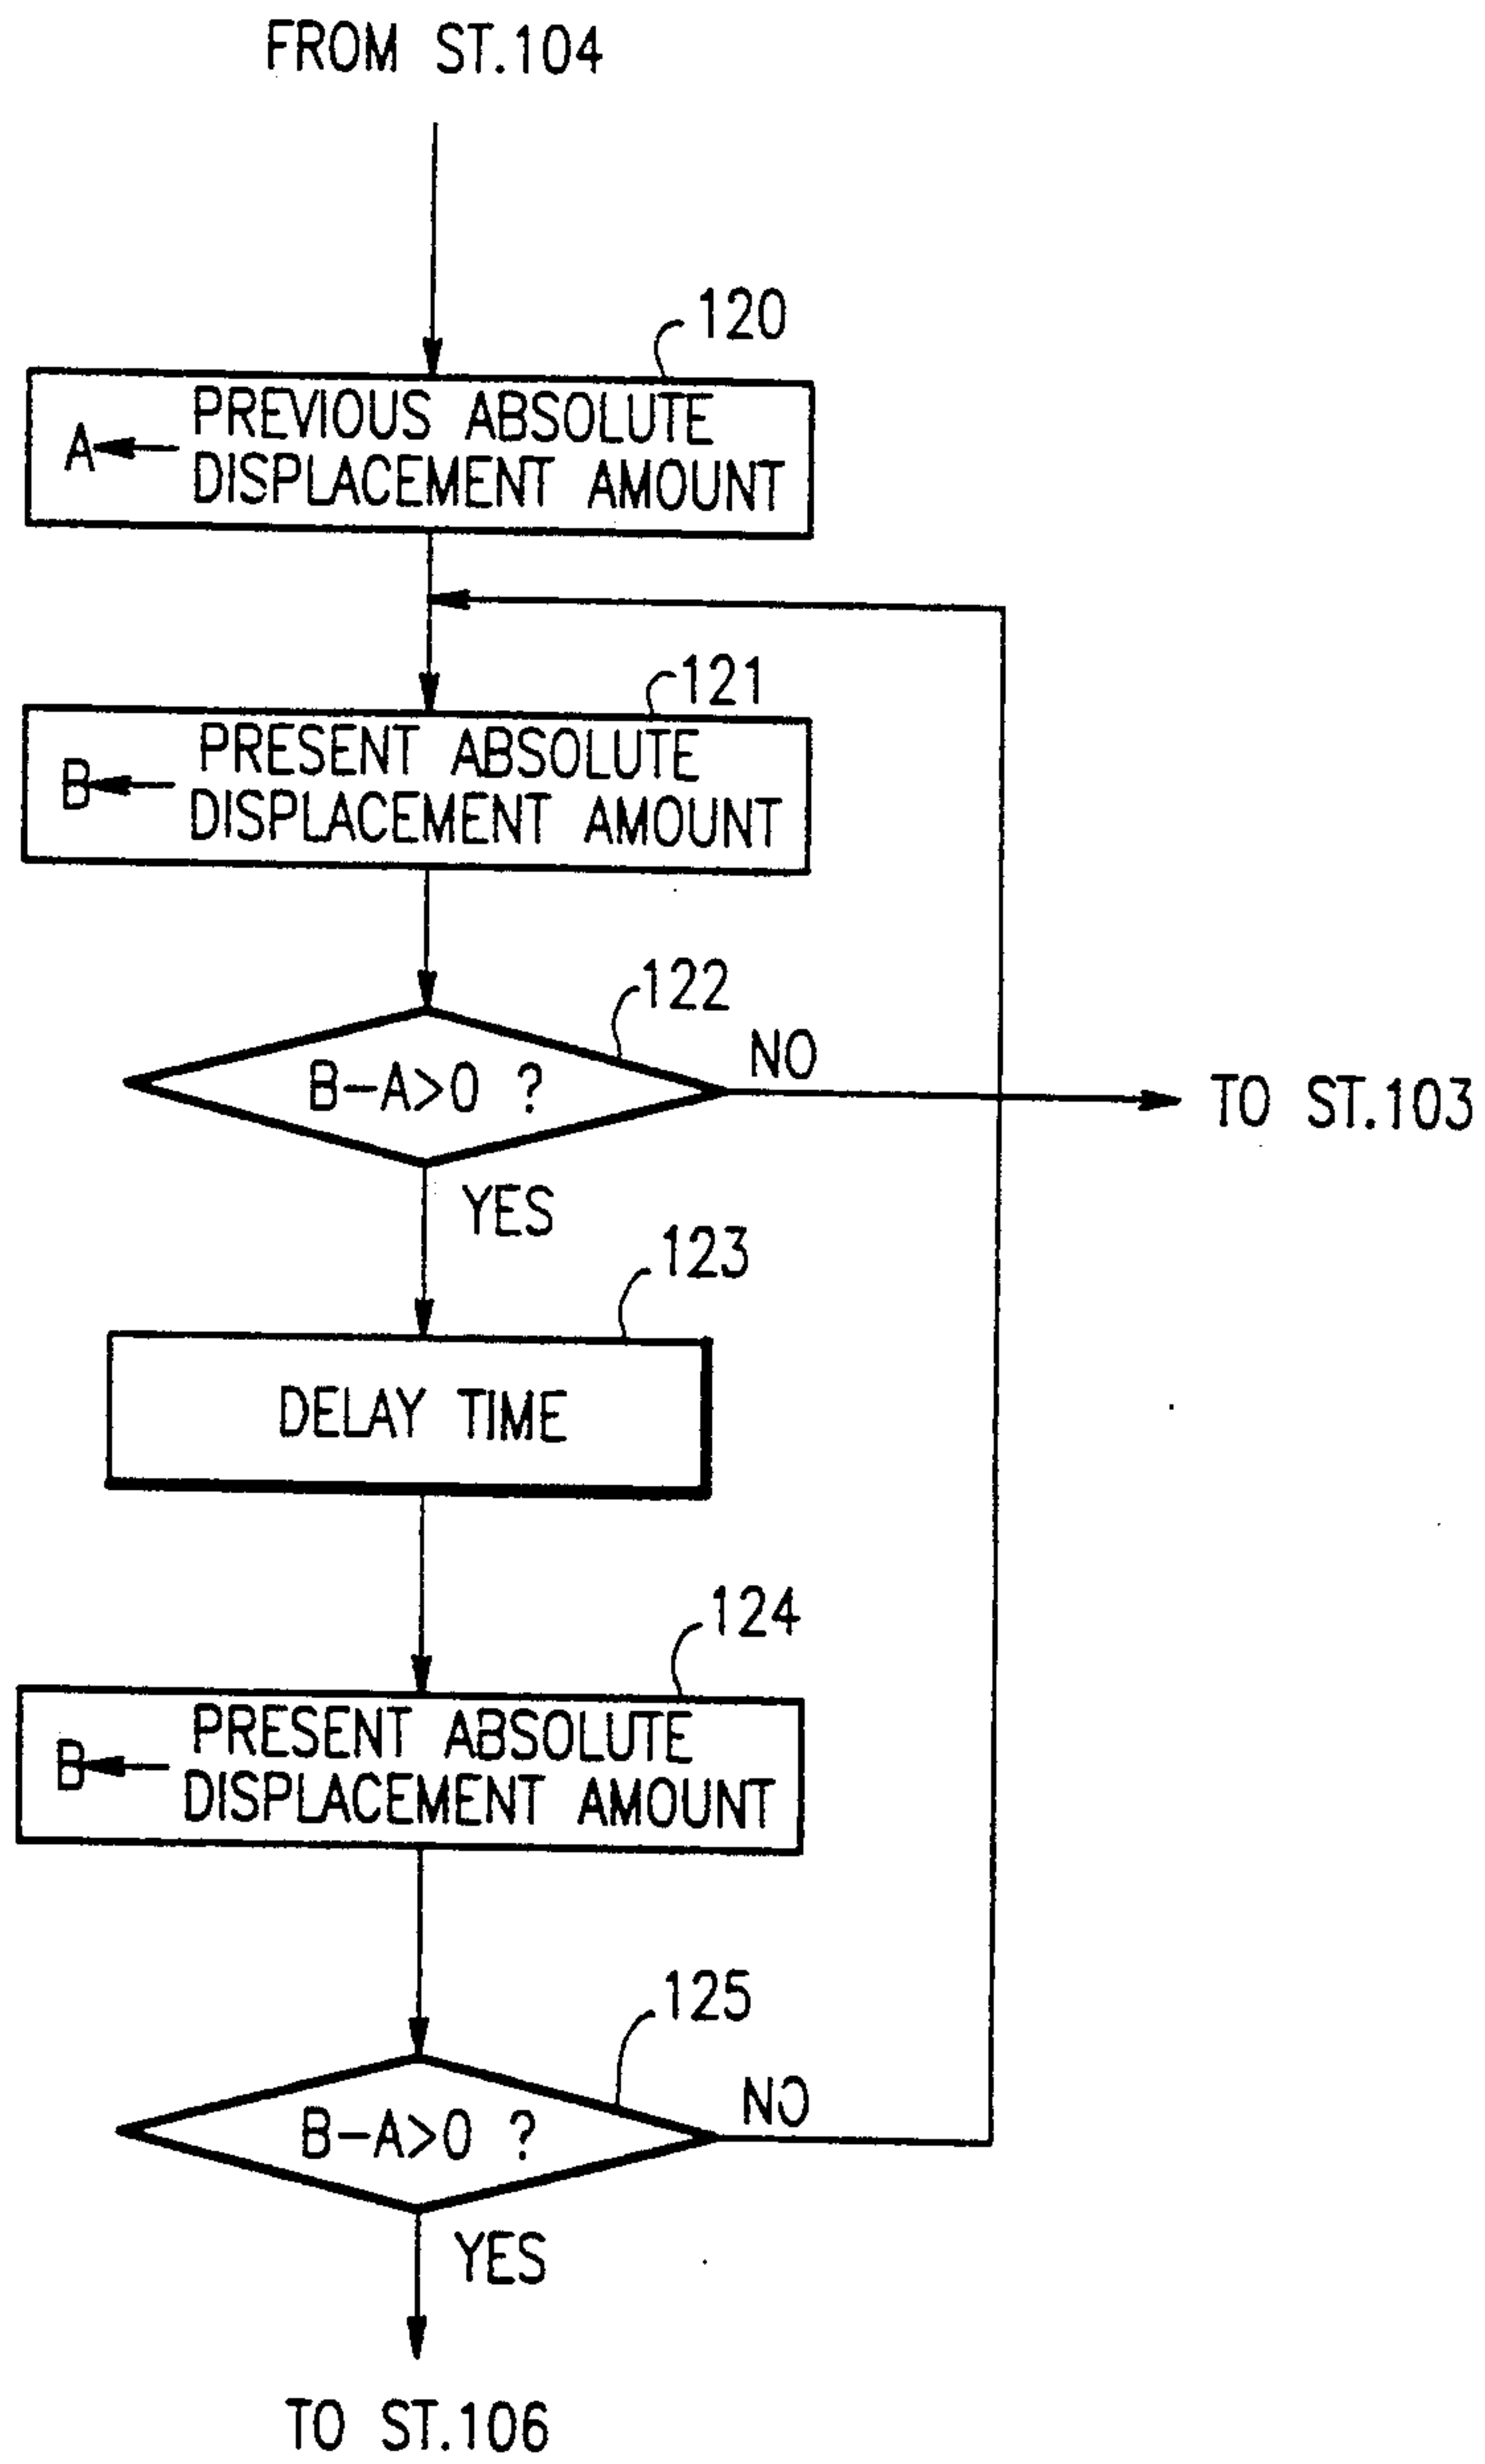 FROM ST.104
120
A
PREVIOUS ABSOLUTE
DISPLACEMENT AMOUNT
121
B
PRESENT ABSOLUTE
DISPLACEMENT AMOUNT
122
B-A>0 ?
NO
TO ST.103
YES
123
DELAY TIME
124
B
PRESENT ABSOLUTE
DISPLACEMENT AMOUNT
125
B-A>0 ?
NO
YES
TO ST.106